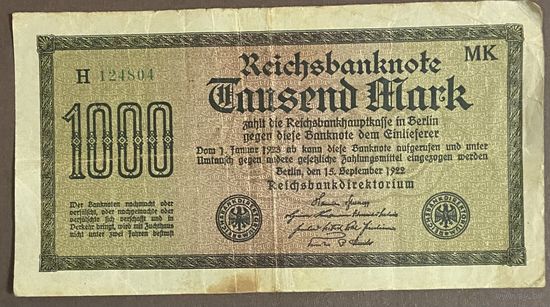 Reichsbanknote
MK
H 124804
Tausend Mark
1000
zahlt die Reichsbankhauptkasse in Berlin
gegen diese Banknote dem Einlieferer
Vom 1. Januar 1923 ab kann diese Banknote aufgerufen und unter
Umtausch gegen andere gesetzliche Zahlungsmittel eingezogen werden
Berlin, den 15. September 1922
Reichsbankdirektorium
Wer Banknoten nachmacht oder
verfälscht, oder nachgemachte oder
verfälschte sich verschafft und in
Verkehr bringt, wird mit Zuchthaus
nicht unter zwei Jahren bestraft